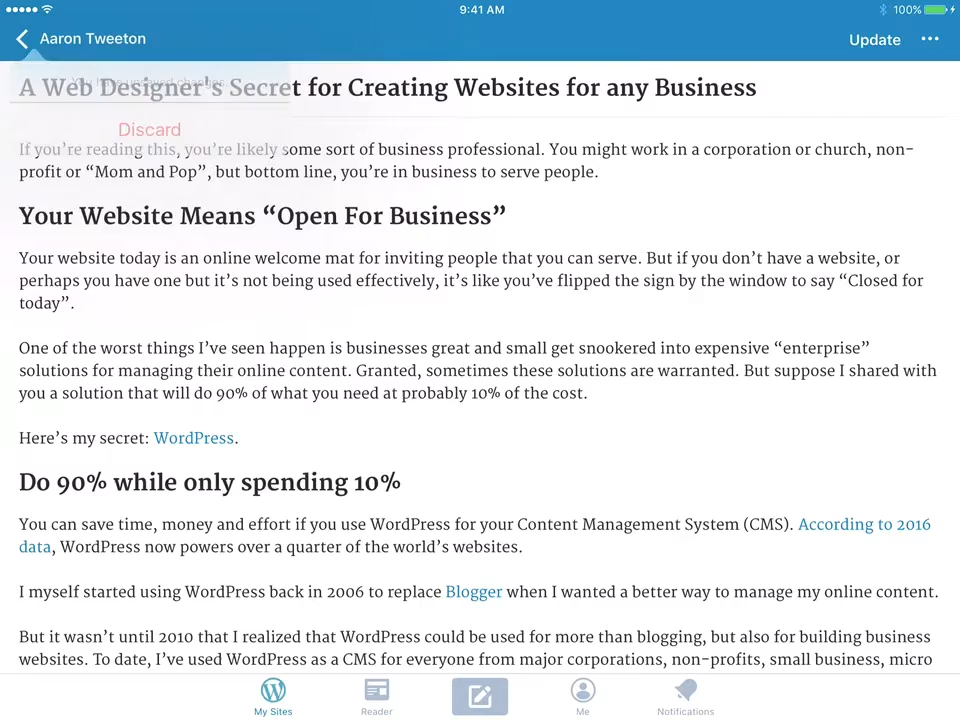 9:41 AM
100%
Aaron Tweeton
Update
You have unsaved changes.
A Web Designer's Secret for Creating Websites for any Business
Discard
If you’re reading this, you’re likely some sort of business professional. You might work in a corporation or church, non-
profit or “Mom and Pop”, but bottom line, you’re in business to serve people.
Your Website Means “Open For Business”
Your website today is an online welcome mat for inviting people that you can serve. But if you don’t have a website, or
perhaps you have one but it’s not being used effectively, it’s like you’ve flipped the sign by the window to say “Closed for
today”.
One of the worst things I’ve seen happen is businesses great and small get snookered into expensive “enterprise”
solutions for managing their online content. Granted, sometimes these solutions are warranted. But suppose I shared with
you a solution that will do 90% of what you need at probably 10% of the cost.
Here’s my secret: WordPress.
Do 90% while only spending 10%
You can save time, money and effort if you use WordPress for your Content Management System (CMS). According to 2016
data, WordPress now powers over a quarter of the world’s websites.
I myself started using WordPress back in 2006 to replace Blogger when I wanted a better way to manage my online content.
But it wasn’t until 2010 that I realized that WordPress could be used for more than blogging, but also for building business
websites. To date, I’ve used WordPress as a CMS for everyone from major corporations, non-profits, small business, micro
My Sites
Reader
Me
Notifications